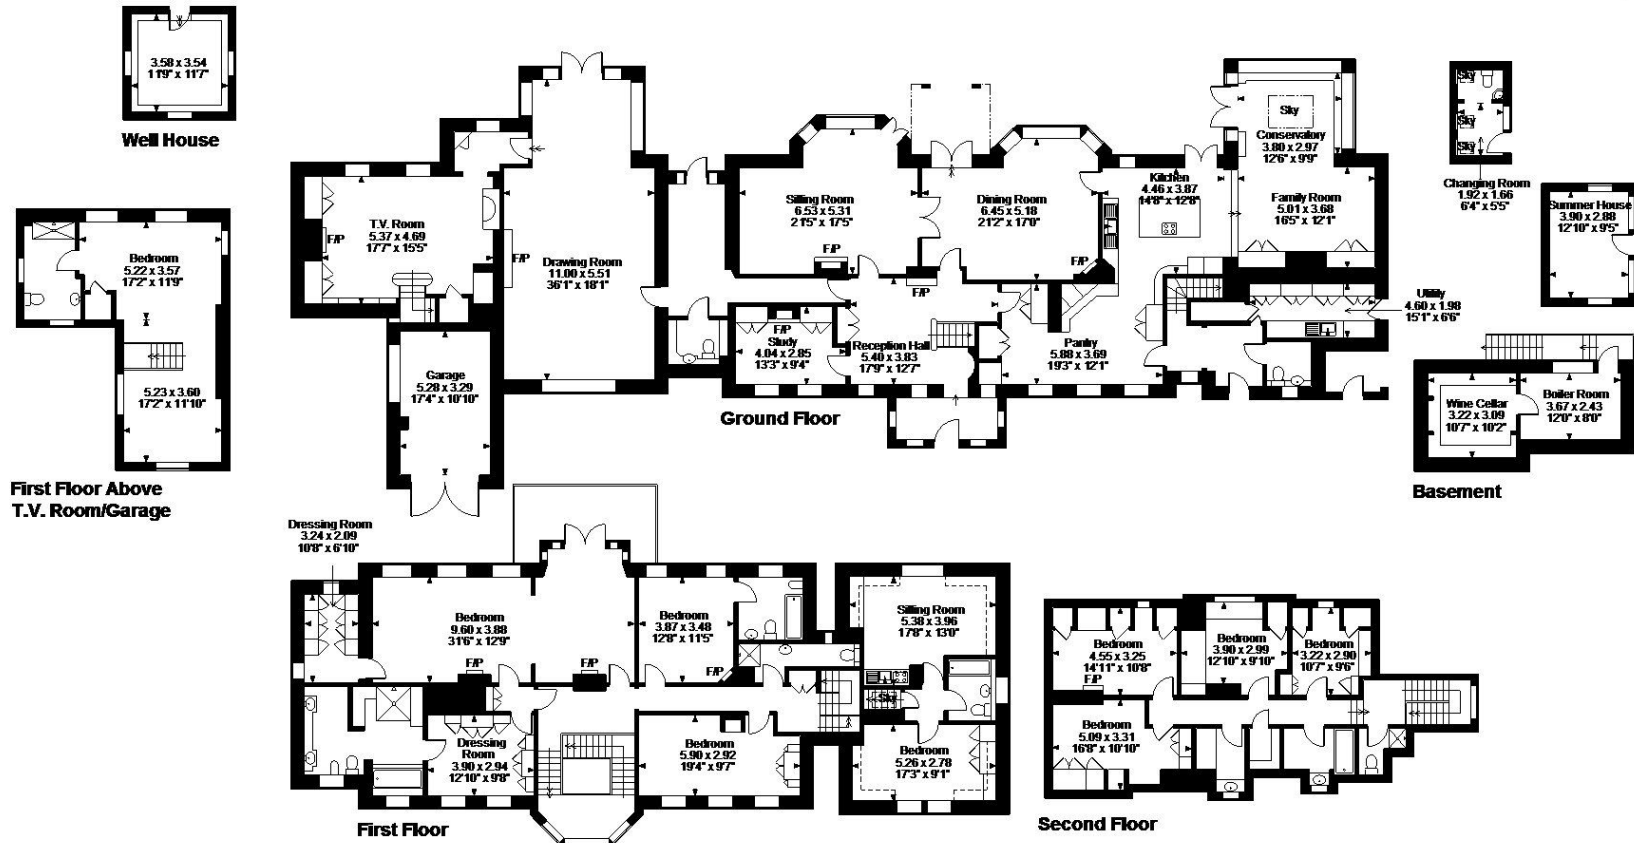 3.58 x 3.54
11'9" x 11'7"
Well House
Bedroom
5.22 x 3.57
17'2" x 11'9"
5.23 x 3.60
17'2" x 11'10"
First Floor Above
T.V. Room/Garage
T.V. Room
5.37 x 4.69
17'7" x 15'5"
F/P
F/P
Drawing Room
11.00 x 5.51
36'1" x 18'1"
Garage
5.28 x 3.29
17'4" x 10'10"
Sitting Room
6.53 x 5.31
21'5" x 17'5"
F/P
Dining Room
6.45 x 5.18
21'2" x 17'0"
F/P
F/P
F/P
Study
4.04 x 2.85
13'3" x 9'4"
Reception Hall
5.40 x 3.83
17'9" x 12'7"
Pantry
5.88 x 3.69
19'3" x 12'1"
Kitchen
4.46 x 3.87
14'8" x 12'8"
Sky
Conservatory
3.80 x 2.97
12'6" x 9'9"
Family Room
5.01 x 3.68
16'5" x 12'1"
Utility
4.60 x 1.98
15'1" x 6'6"
Ground Floor
Sky
Sky
Sky
Changing Room
1.92 x 1.66
6'4" x 5'5"
Summer House
3.90 x 2.88
12'10" x 9'5"
Wine Cellar
3.22 x 3.09
10'7" x 10'2"
Boiler Room
3.67 x 2.43
12'0" x 8'0"
Basement
Dressing Room
3.24 x 2.09
10'8" x 6'10"
Bedroom
9.60 x 3.88
31'6" x 12'9"
F/P
F/P
Bedroom
3.87 x 3.48
12'8" x 11'5"
F/P
Dressing
Room
3.90 x 2.94
12'10" x 9'8"
Bedroom
5.90 x 2.92
19'4" x 9'7"
Sitting Room
5.38 x 3.96
17'8" x 13'0"
Sky
Bedroom
5.26 x 2.78
17'3" x 9'1"
First Floor
Bedroom
4.55 x 3.25
14'11" x 10'8"
F/P
Bedroom
3.90 x 2.99
12'10" x 9'10"
Bedroom
3.22 x 2.90
10'7" x 9'6"
Bedroom
5.09 x 3.31
16'8" x 10'10"
Second Floor